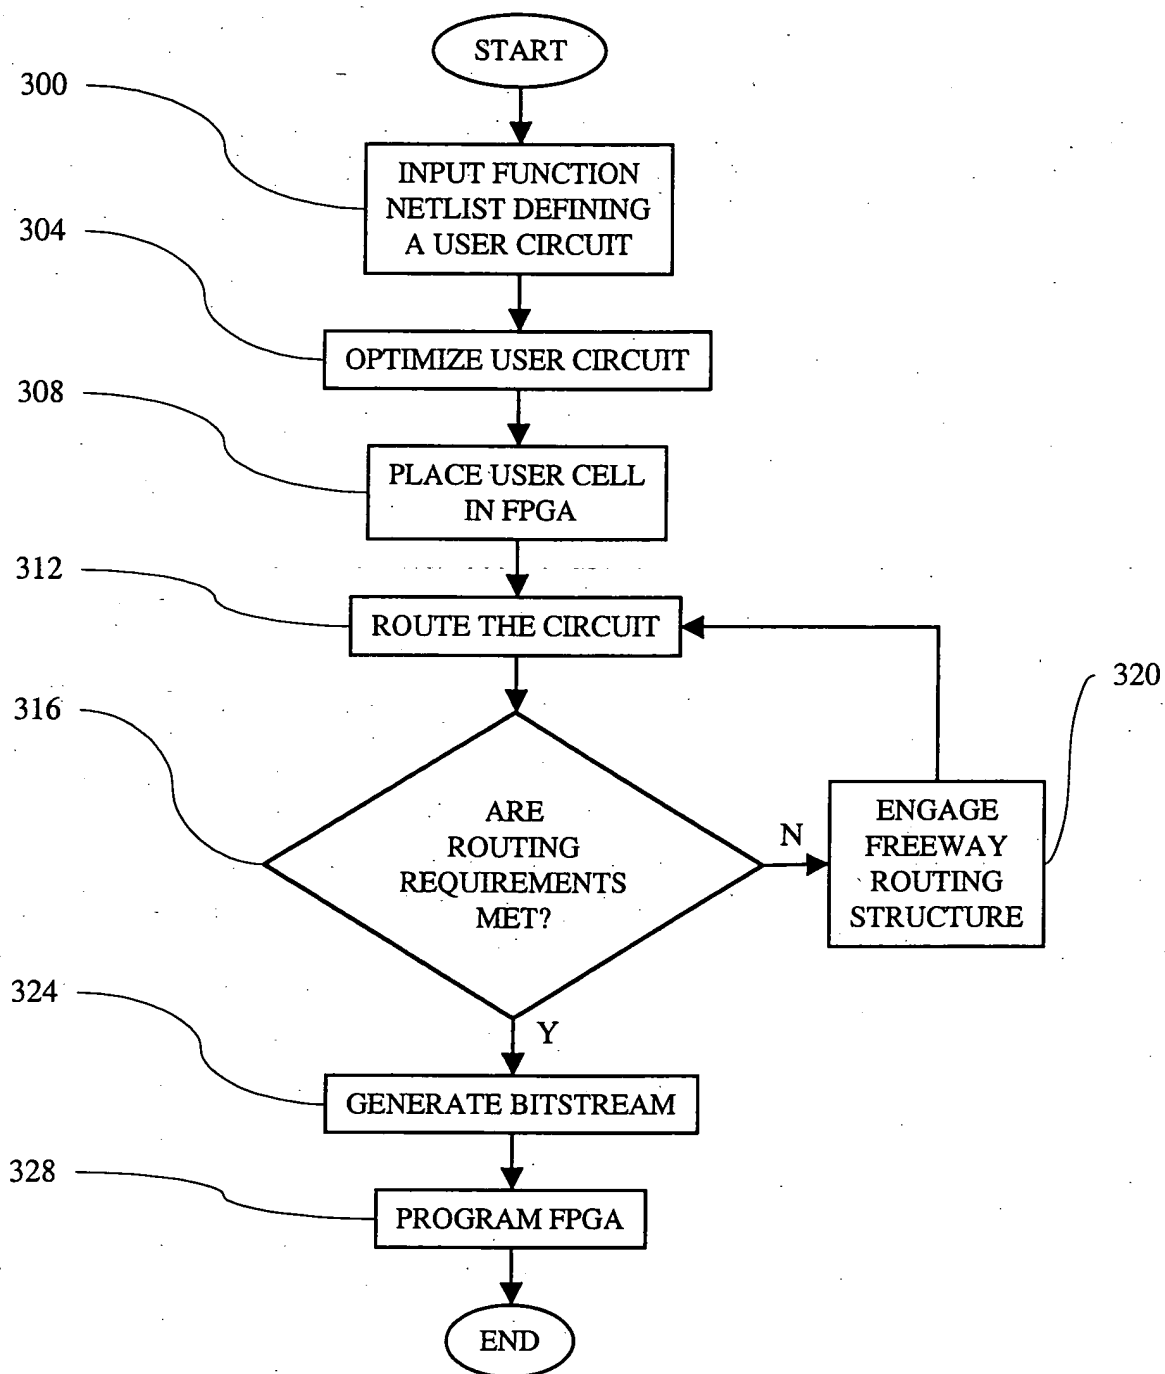 START
300
INPUT FUNCTION
NETLIST DEFINING
A USER CIRCUIT
304
OPTIMIZE USER CIRCUIT
308
PLACE USER CELL
IN FPGA
312
ROUTE THE CIRCUIT
320
316
ARE
ROUTING
REQUIREMENTS
MET?
N
ENGAGE
FREEWAY
ROUTING
STRUCTURE
324
Y
GENERATE BITSTREAM
328
PROGRAM FPGA
END